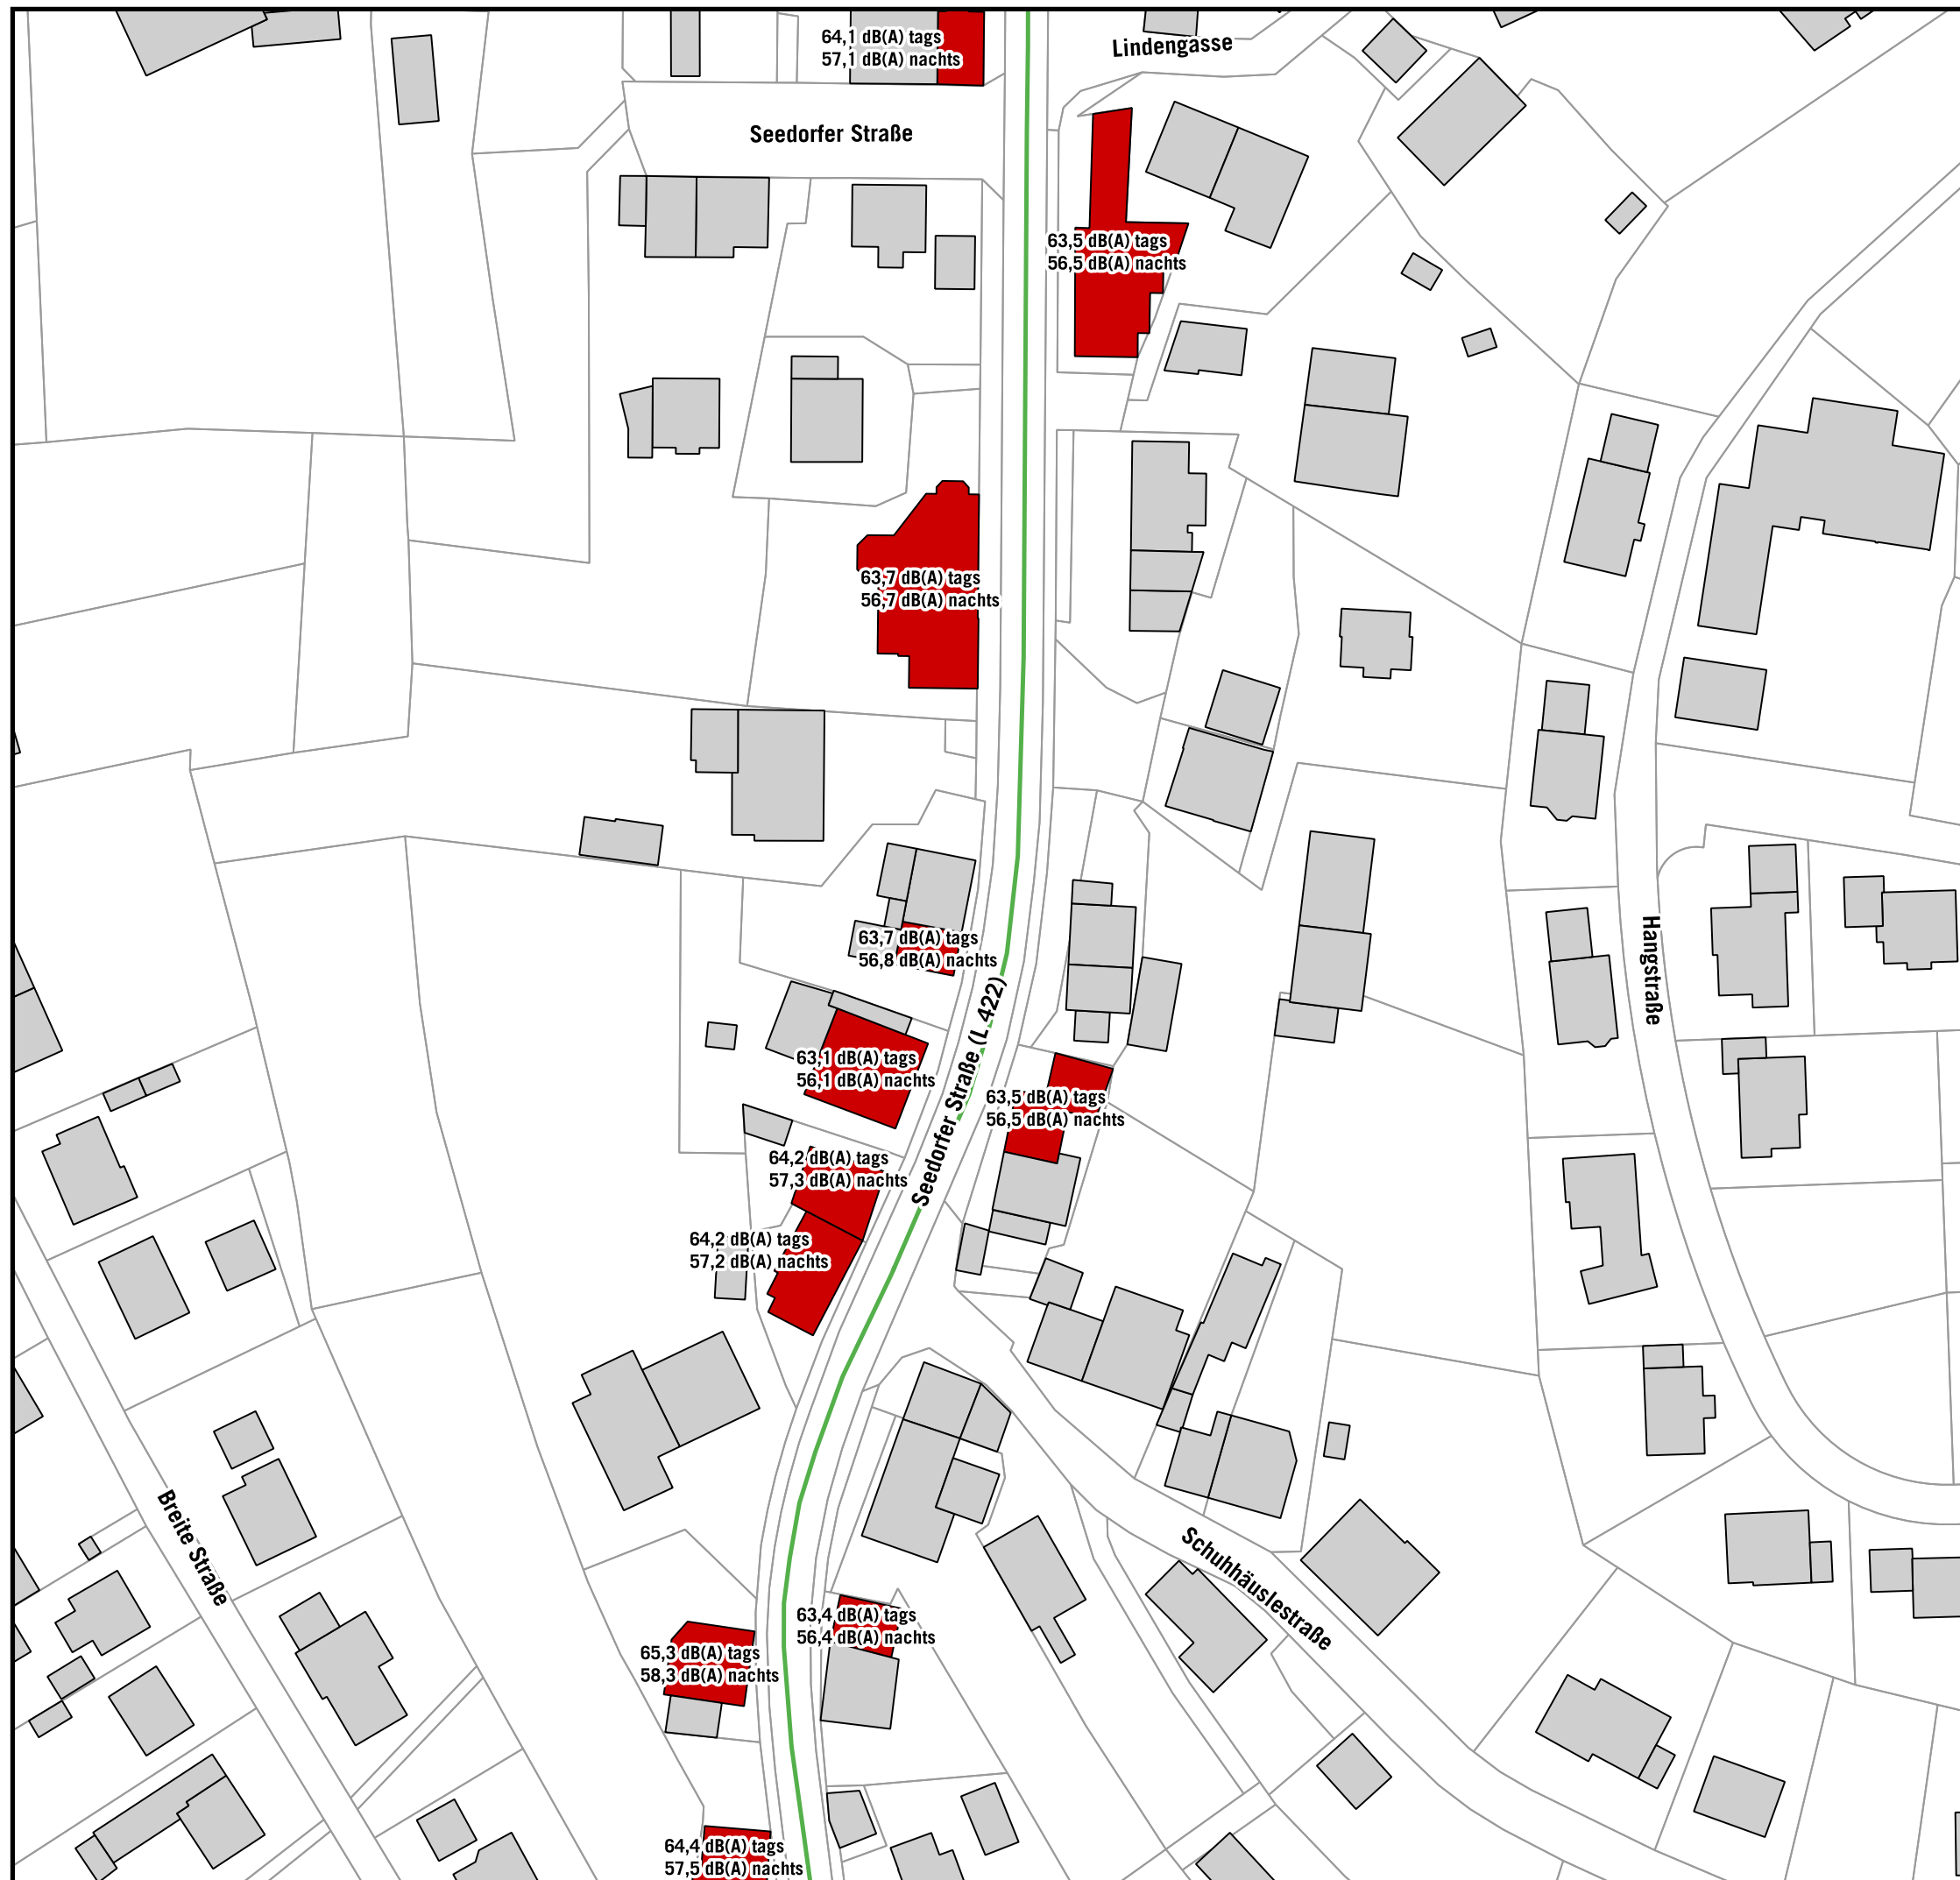 64,1 dB(A) tags
57,1 dB(A) nachts
Lindengasse
Seedorfer Straße
63,5 dB(A) tags
56,5 dB(A) nachts
63,7 dB(A) tags
56,7 dB(A) nachts
63,7 dB(A) tags
56,8 dB(A) nachts
Hangstraße
Seedorfer Straße (L 422)
63,1 dB(A) tags
56,1 dB(A) nachts
63,5 dB(A) tags
56,5 dB(A) nachts
64,2 dB(A) tags
57,3 dB(A) nachts
64,2 dB(A) tags
57,2 dB(A) nachts
Breite Straße
Schuhhäuslestraße
63,4 dB(A) tags
56,4 dB(A) nachts
65,3 dB(A) tags
58,3 dB(A) nachts
64,4 dB(A) tags
57,5 dB(A) nachts